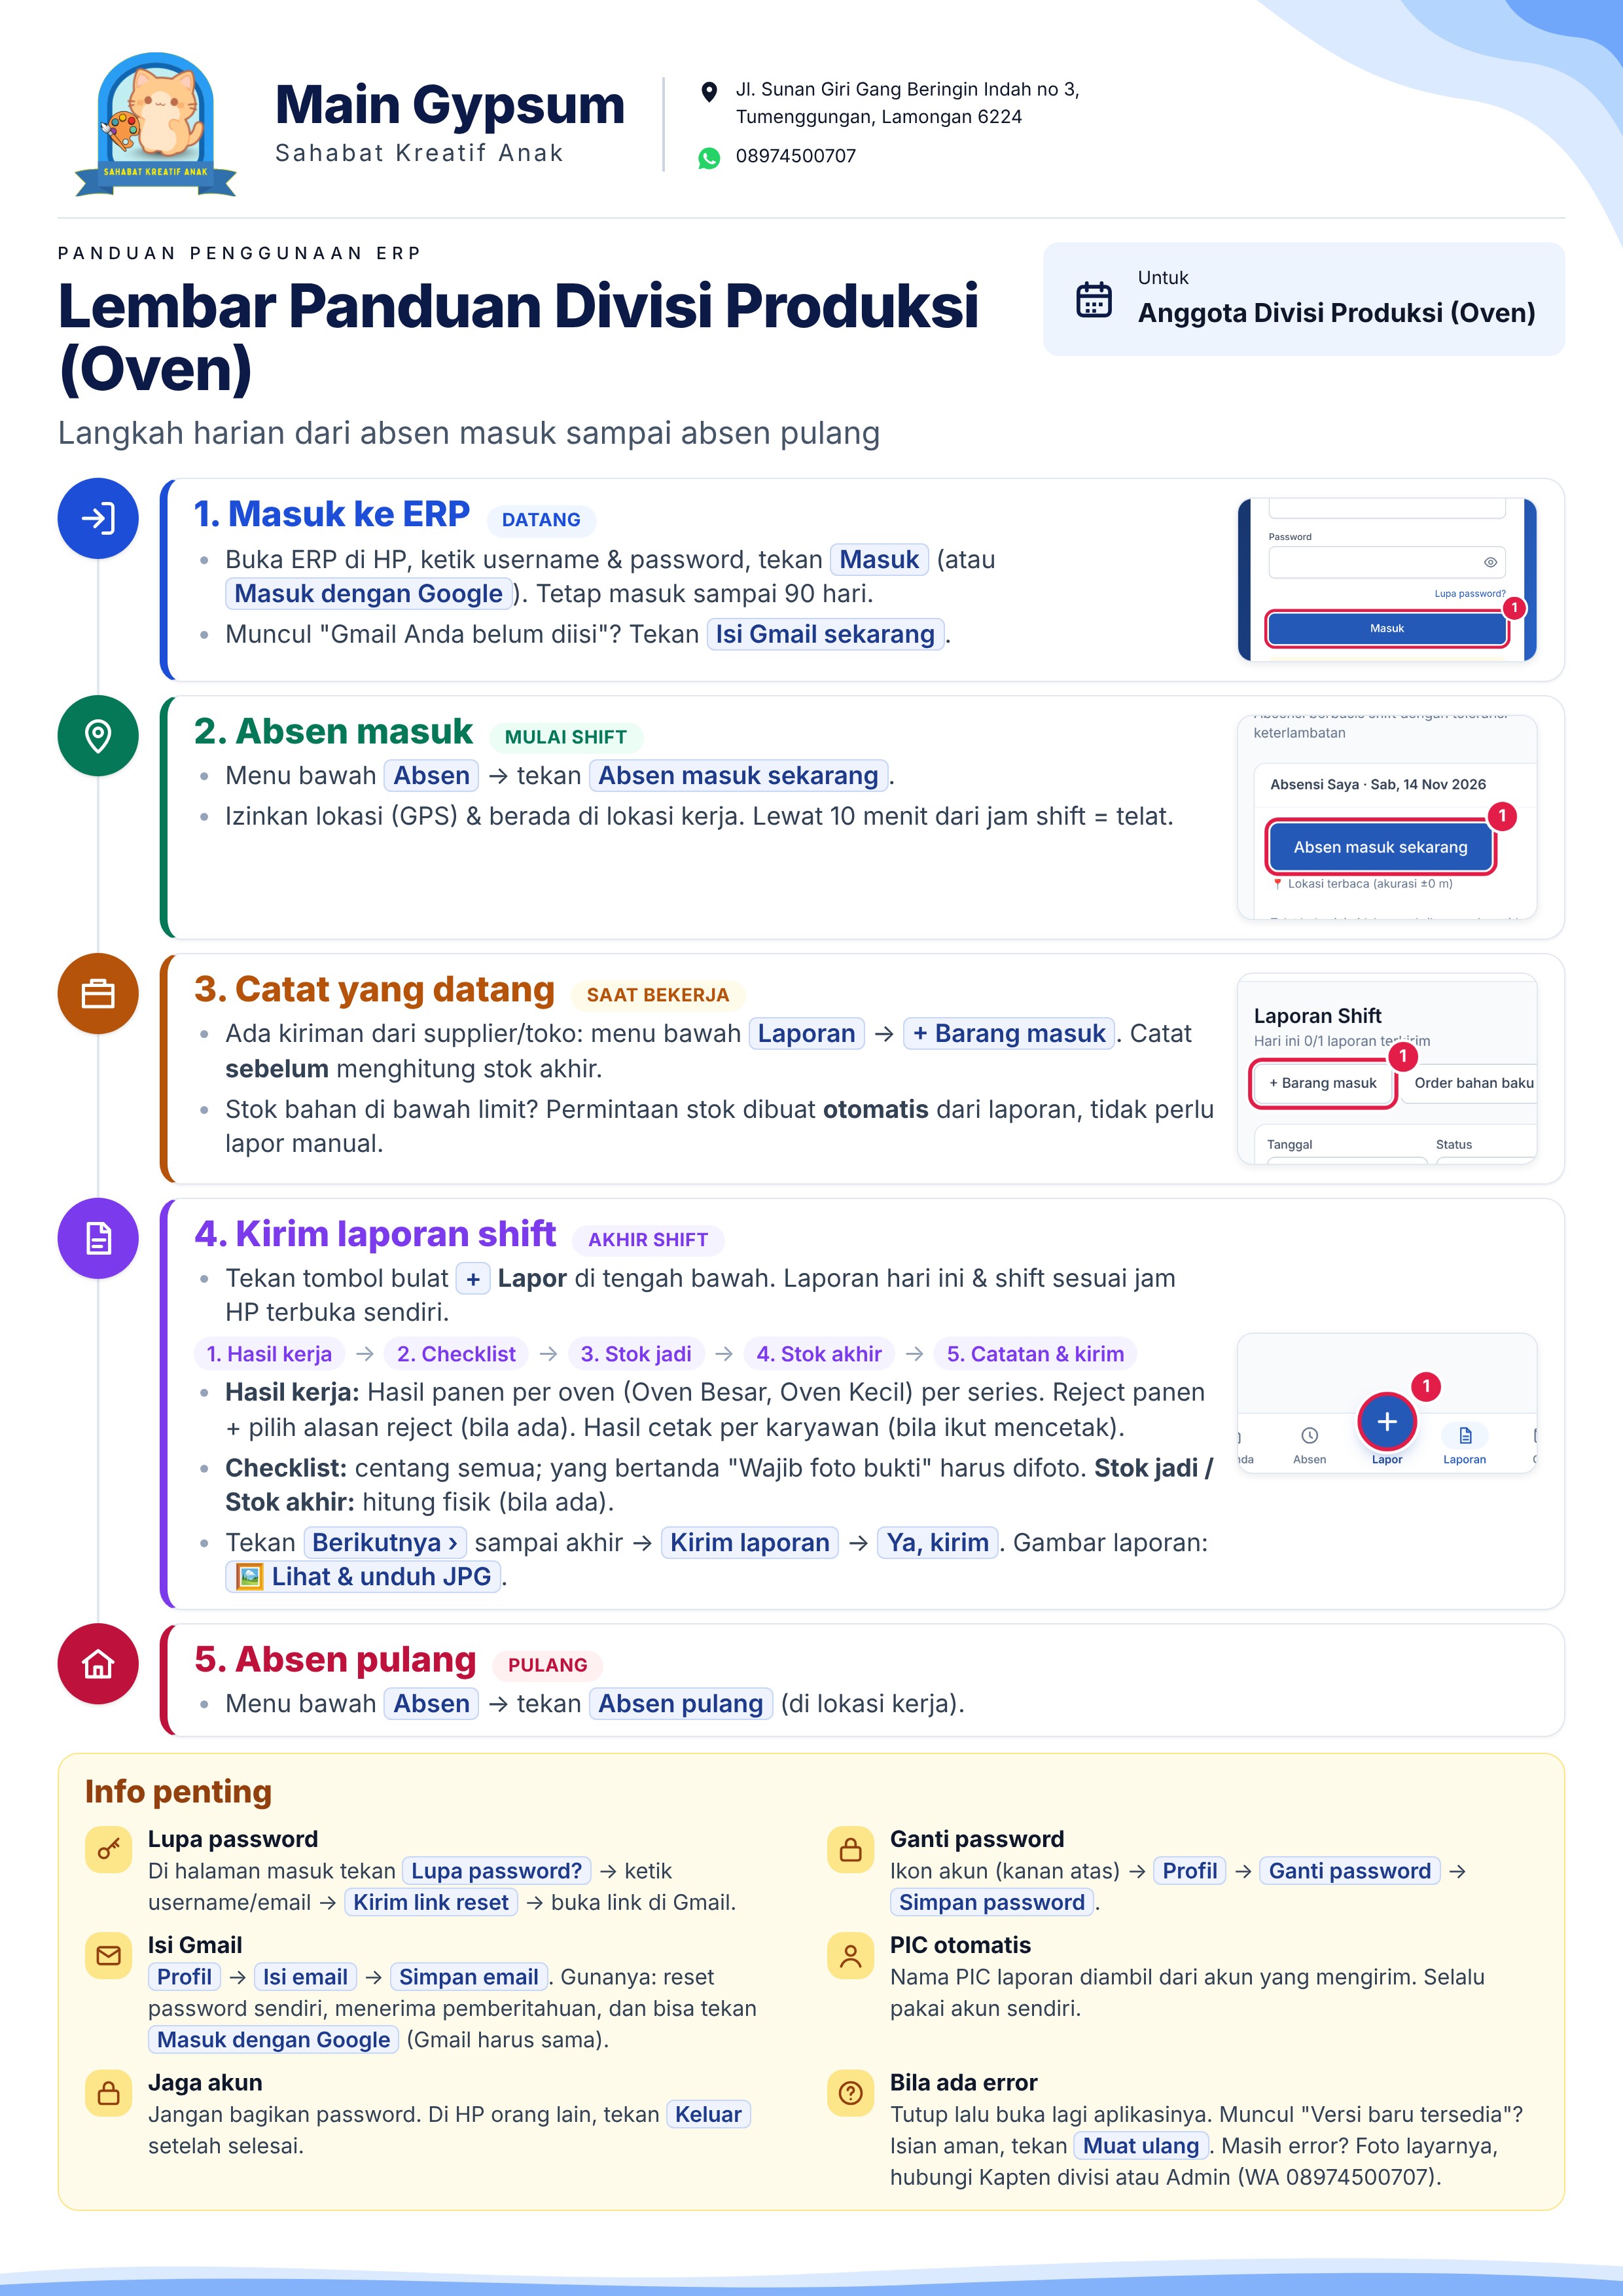 SAHABAT KREATIF ANAK
Main Gypsum
Sahabat Kreatif Anak
Jl. Sunan Giri Gang Beringin Indah no 3,
Tumenggungan, Lamongan 6224
08974500707
PANDUAN PENGGUNAAN ERP
Lembar Panduan Divisi Produksi
(Oven)
Langkah harian dari absen masuk sampai absen pulang
Untuk
Anggota Divisi Produksi (Oven)
1. Masuk ke ERP DATANG
• Buka ERP di HP, ketik username & password, tekan Masuk (atau
Masuk dengan Google). Tetap masuk sampai 90 hari.
• Muncul "Gmail Anda belum diisi"? Tekan Isi Gmail sekarang.
Password
Lupa password?
1
Masuk
2. Absen masuk MULAI SHIFT
• Menu bawah Absen → tekan Absen masuk sekarang.
• Izinkan lokasi (GPS) & berada di lokasi kerja. Lewat 10 menit dari jam shift = telat.
Absensi berbasis shift dengan toleransi
keterlambatan
Absensi Saya · Sab, 14 Nov 2026
1
Absen masuk sekarang
📍 Lokasi terbaca (akurasi ±0 m)
3. Catat yang datang SAAT BEKERJA
• Ada kiriman dari supplier/toko: menu bawah Laporan → + Barang masuk. Catat
sebelum menghitung stok akhir.
• Stok bahan di bawah limit? Permintaan stok dibuat otomatis dari laporan, tidak perlu
lapor manual.
Laporan Shift
Hari ini 0/1 laporan terkirim
1
+ Barang masuk Order bahan baku
Tanggal Status
4. Kirim laporan shift AKHIR SHIFT
• Tekan tombol bulat + Lapor di tengah bawah. Laporan hari ini & shift sesuai jam
HP terbuka sendiri.
1. Hasil kerja → 2. Checklist → 3. Stok jadi → 4. Stok akhir → 5. Catatan & kirim
• Hasil kerja: Hasil panen per oven (Oven Besar, Oven Kecil) per series. Reject panen
+ pilih alasan reject (bila ada). Hasil cetak per karyawan (bila ikut mencetak).
• Checklist: centang semua; yang bertanda "Wajib foto bukti" harus difoto. Stok jadi /
Stok akhir: hitung fisik (bila ada).
• Tekan Berikutnya › sampai akhir → Kirim laporan → Ya, kirim. Gambar laporan:
🖼️ Lihat & unduh JPG.
1
+
nda Absen Lapor Laporan
5. Absen pulang PULANG
• Menu bawah Absen → tekan Absen pulang (di lokasi kerja).
Info penting
Lupa password
Di halaman masuk tekan Lupa password? → ketik
username/email → Kirim link reset → buka link di Gmail.
Ganti password
Ikon akun (kanan atas) → Profil → Ganti password →
Simpan password.
Isi Gmail
Profil → Isi email → Simpan email. Gunanya: reset
password sendiri, menerima pemberitahuan, dan bisa tekan
Masuk dengan Google (Gmail harus sama).
PIC otomatis
Nama PIC laporan diambil dari akun yang mengirim. Selalu
pakai akun sendiri.
Jaga akun
Jangan bagikan password. Di HP orang lain, tekan Keluar
setelah selesai.
Bila ada error
Tutup lalu buka lagi aplikasinya. Muncul "Versi baru tersedia"?
Isian aman, tekan Muat ulang. Masih error? Foto layarnya,
hubungi Kapten divisi atau Admin (WA 08974500707).